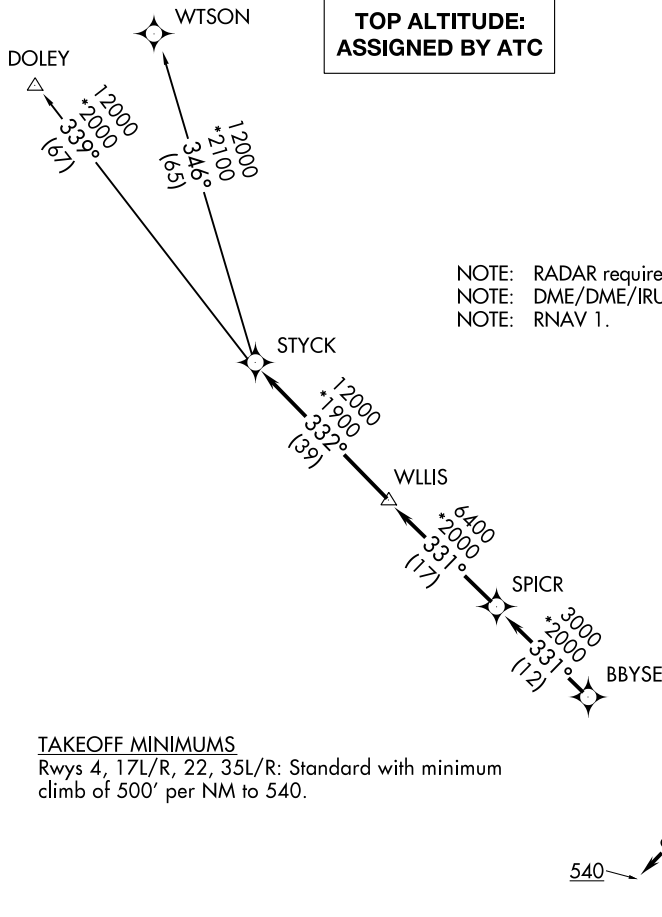 WTSON
TOP ALTITUDE:
ASSIGNED BY ATC
DOLEY
12000
*2000
339°
(67)
12000
*2100
346°
(65)
NOTE: RADAR require
NOTE: DME/DME/IRU
NOTE: RNAV 1.
STYCK
12000
*1900
332°
(39)
WLLIS
6400
*2000
331°
(17)
SPICR
3000
*2000
331°
(12)
BBYSE
TAKEOFF MINIMUMS
Rwys 4, 17L/R, 22, 35L/R: Standard with minimum
climb of 500' per NM to 540.
540